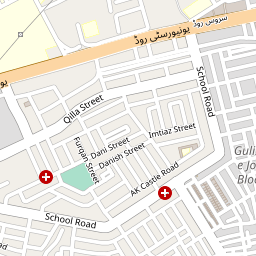 سروس روڈ
یونیورسٹی روڈ
یو
Qilla Street
School Road
Imtiaz Street
Dani Street
Danish Street
Furqan Street
AK Castle Road
School Road
Guli
e Jo
Bloc